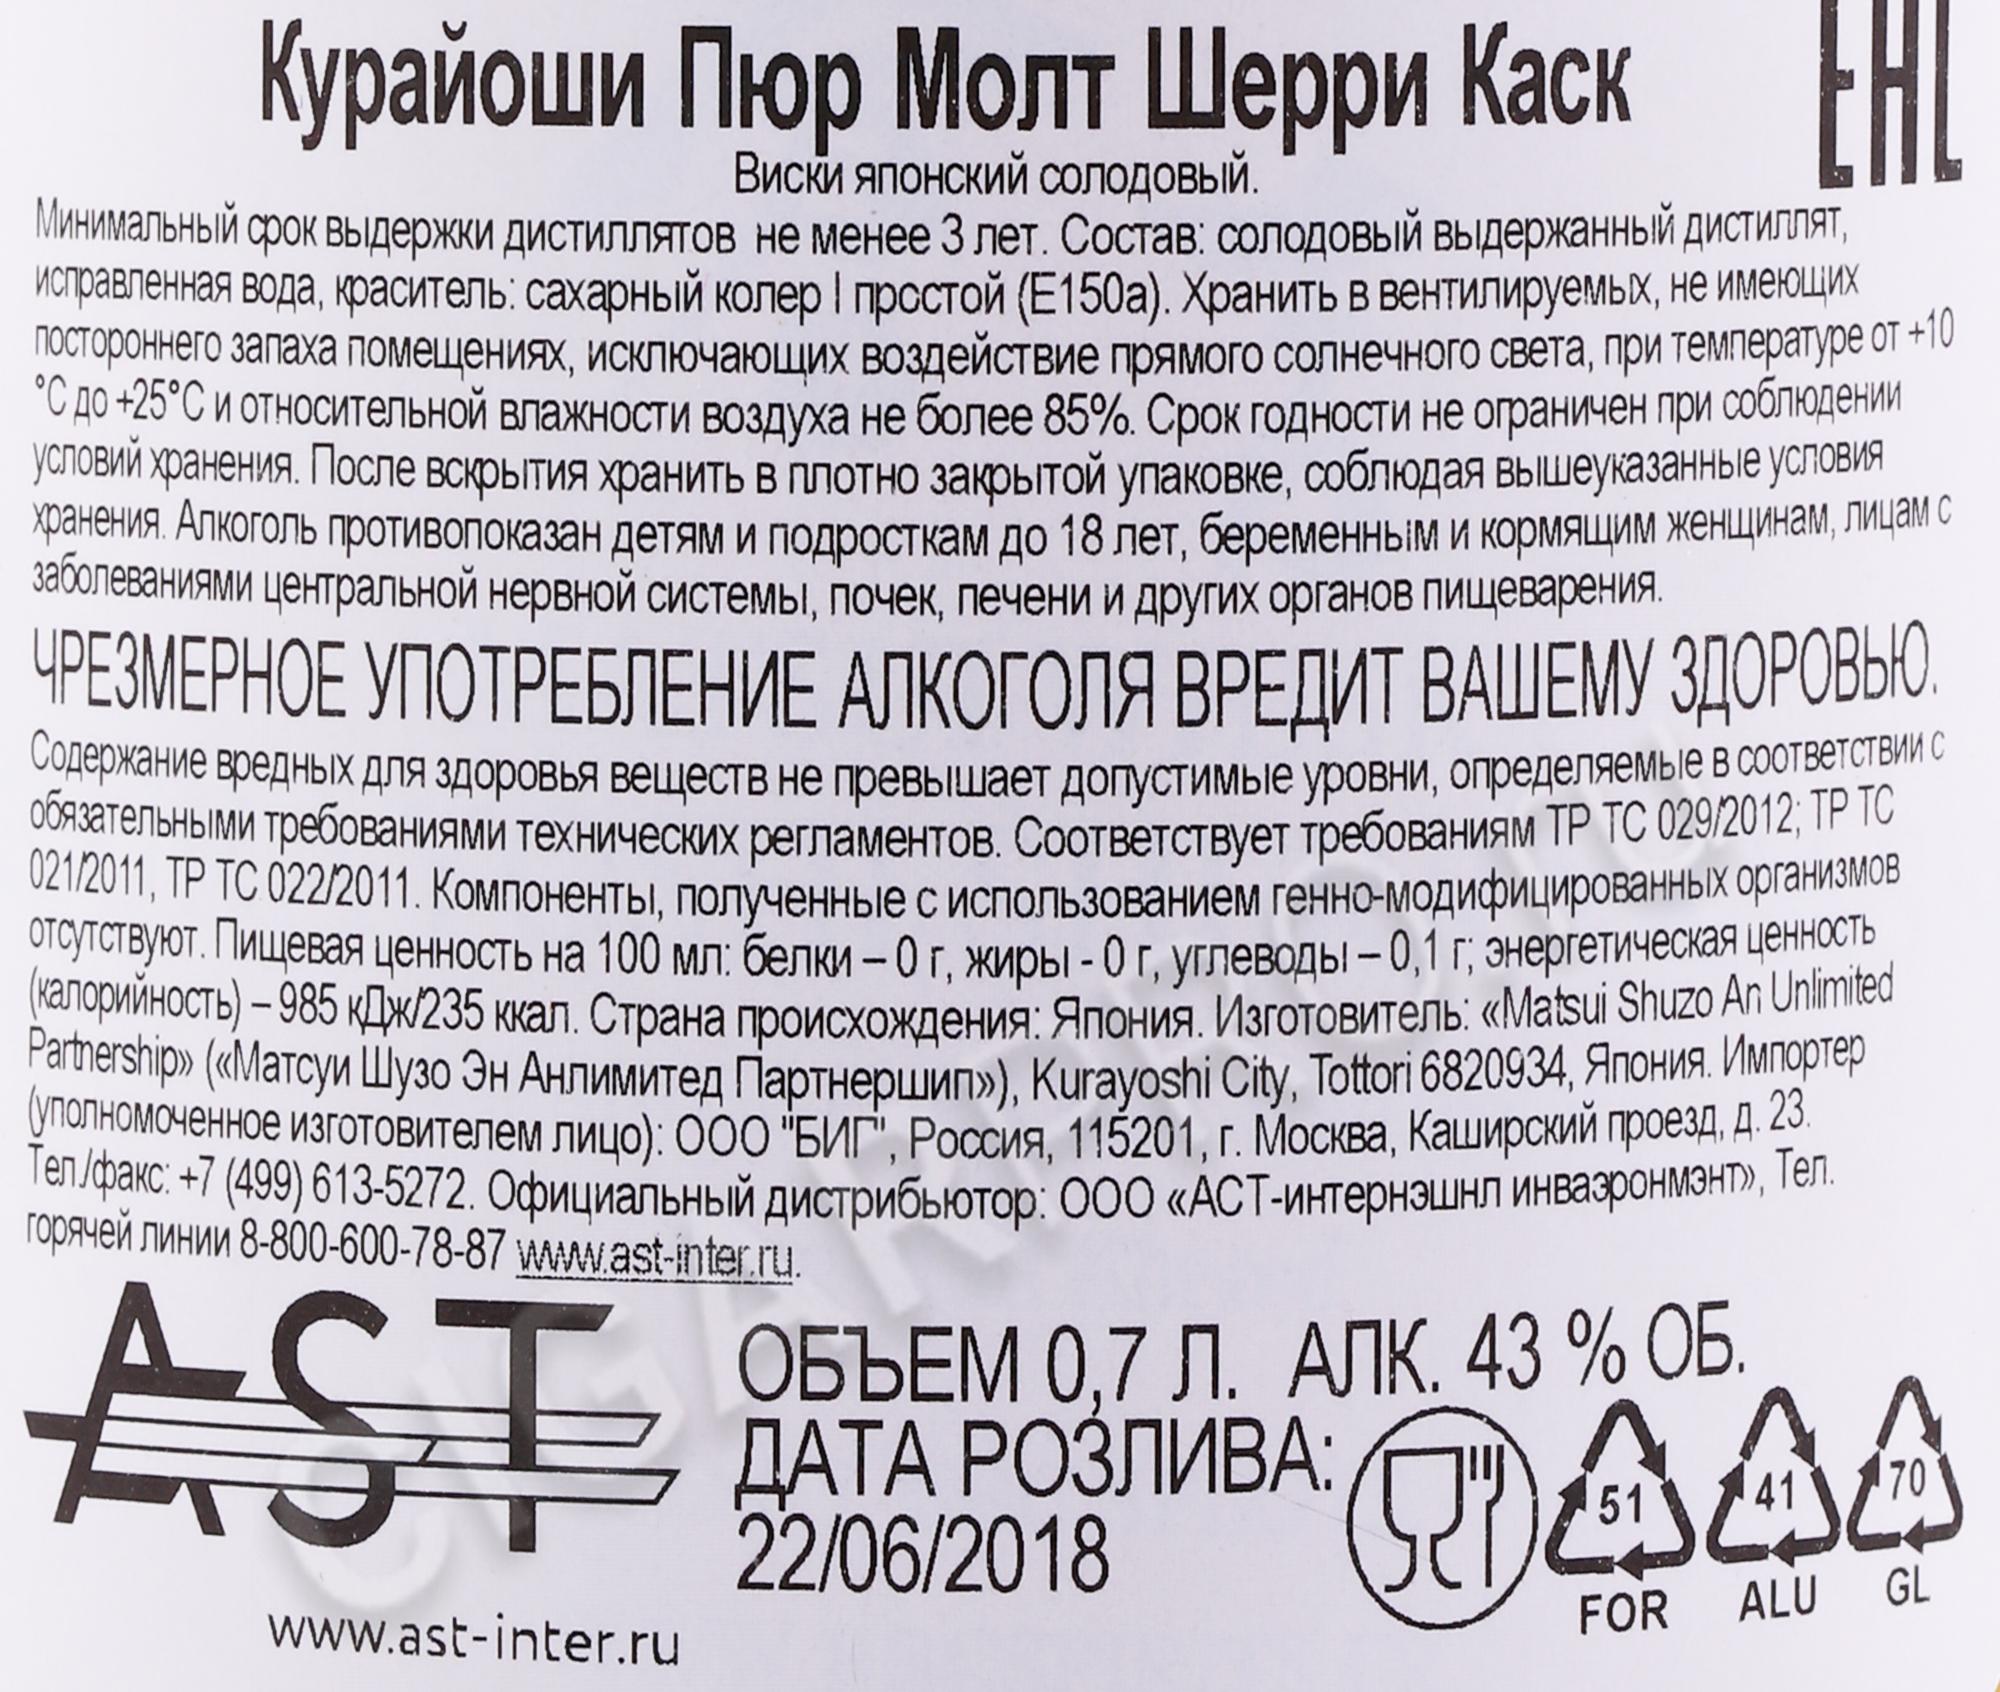 Курайоши Пюр Молт Шерри Каск
EAC
Виски японский солодовый.
Минимальный срок выдержки дистиллятов не менее 3 лет. Состав: солодовый выдержанный дистиллят,
исправленная вода, краситель: сахарный колер I простой (Е150а). Хранить в вентилируемых, не имеющих
постороннего запаха помещениях, исключающих воздействие прямого солнечного света, при температуре от +10
°С до +25°С и относительной влажности воздуха не более 85%. Срок годности не ограничен при соблюдении
условий хранения. После вскрытия хранить в плотно закрытой упаковке, соблюдая вышеуказанные условия
хранения. Алкоголь противопоказан детям и подросткам до 18 лет, беременным и кормящим женщинам, лицам с
заболеваниями центральной нервной системы, почек, печени и других органов пищеварения.
ЧРЕЗМЕРНОЕ УПОТРЕБЛЕНИЕ АЛКОГОЛЯ ВРЕДИТ ВАШЕМУ ЗДОРОВЬЮ.
Содержание вредных для здоровья веществ не превышает допустимые уровни, определяемые в соответствии с
обязательными требованиями технических регламентов. Соответствует требованиям ТР ТС 029/2012; ТР ТС
021/2011, ТР ТС 022/2011. Компоненты, полученные с использованием генно-модифицированных организмов
отсутствуют. Пищевая ценность на 100 мл: белки – 0 г, жиры - 0 г, углеводы – 0,1 г; энергетическая ценность
(калорийность) – 985 кДж/235 ккал. Страна происхождения: Япония. Изготовитель: «Matsui Shuzo An Unlimited
Partnership» («Матсуи Шузо Эн Анлимитед Партнершип»), Kurayoshi City, Tottori 6820934, Япония. Импортер
(уполномоченное изготовителем лицо): ООО "БИГ", Россия, 115201, г. Москва, Каширский проезд, д. 23.
Тел./факс: +7 (499) 613-5272. Официальный дистрибьютор: ООО «АСТ-интернэшнл инваэронмэнт», Тел.
горячей линии 8-800-600-78-87 www.ast-inter.ru.
AST
www.ast-inter.ru
ОБЪЕМ 0,7 Л. АЛК. 43 % ОБ.
ДАТА РОЗЛИВА:
22/06/2018
51 41 70
FOR ALU GL
CIGARPRO.ru